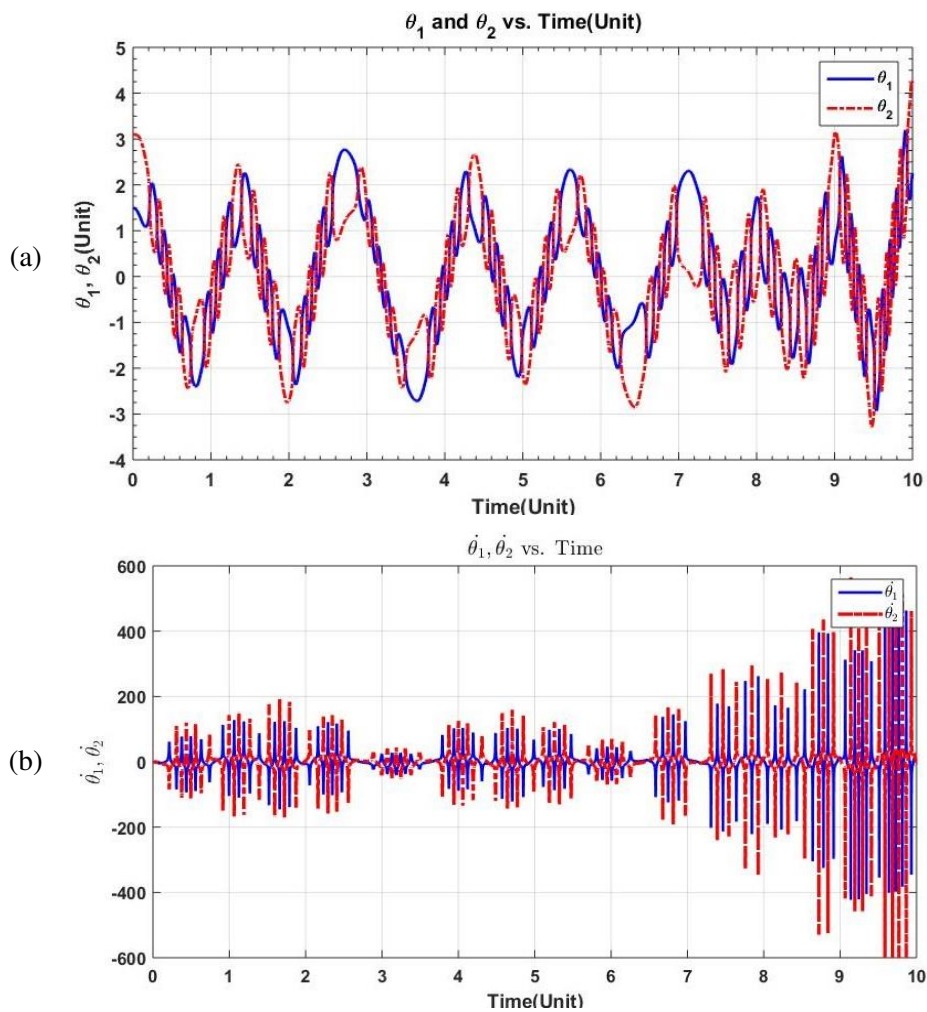 θ₁ and θ₂ vs. Time(Unit)
5
4
3
2
1
0
-1
-2
-3
-4
θ₁, θ₂(Unit)
θ₁
θ₂
(a)
0 1 2 3 4 5 6 7 8 9 10
Time(Unit)
θ̇₁, θ̇₂ vs. Time
600
400
200
0
-200
-400
-600
θ̇₁, θ̇₂
θ̇₁
θ̇₂
(b)
0 1 2 3 4 5 6 7 8 9 10
Time(Unit)